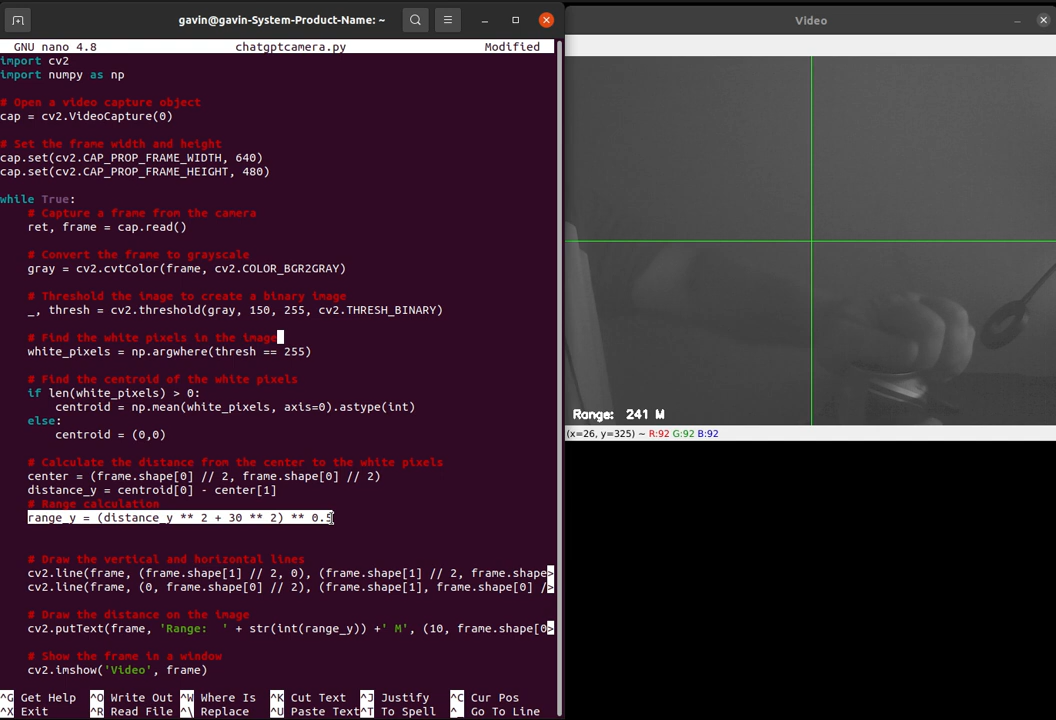 gavin@gavin-System-Product-Name: ~
GNU nano 4.8 chatgptcamera.py Modified
import cv2
import numpy as np
# Open a video capture object
cap = cv2.VideoCapture(0)
# Set the frame width and height
cap.set(cv2.CAP_PROP_FRAME_WIDTH, 640)
cap.set(cv2.CAP_PROP_FRAME_HEIGHT, 480)
while True:
# Capture a frame from the camera
ret, frame = cap.read()
# Convert the frame to grayscale
gray = cv2.cvtColor(frame, cv2.COLOR_BGR2GRAY)
# Threshold the image to create a binary image
_, thresh = cv2.threshold(gray, 150, 255, cv2.THRESH_BINARY)
# Find the white pixels in the image
white_pixels = np.argwhere(thresh == 255)
# Find the centroid of the white pixels
if len(white_pixels) > 0:
centroid = np.mean(white_pixels, axis=0).astype(int)
else:
centroid = (0,0)
# Calculate the distance from the center to the white pixels
center = (frame.shape[0] // 2, frame.shape[0] // 2)
distance_y = centroid[0] - center[1]
# Range calculation
range_y = (distance_y ** 2 + 30 ** 2) ** 0.5
# Draw the vertical and horizontal lines
cv2.line(frame, (frame.shape[1] // 2, 0), (frame.shape[1] // 2, frame.shape>
cv2.line(frame, (0, frame.shape[0] // 2), (frame.shape[1], frame.shape[0] />
# Draw the distance on the image
cv2.putText(frame, 'Range:  ' + str(int(range_y)) +' M', (10, frame.shape[0>
# Show the frame in a window
cv2.imshow('Video', frame)
^G Get Help ^O Write Out ^W Where Is ^K Cut Text ^J Justify ^C Cur Pos
^X Exit ^R Read File ^\ Replace ^U Paste Text ^T To Spell ^_ Go To Line
Video
Range: 241 M
(x=26, y=325) ~ R:92 G:92 B:92